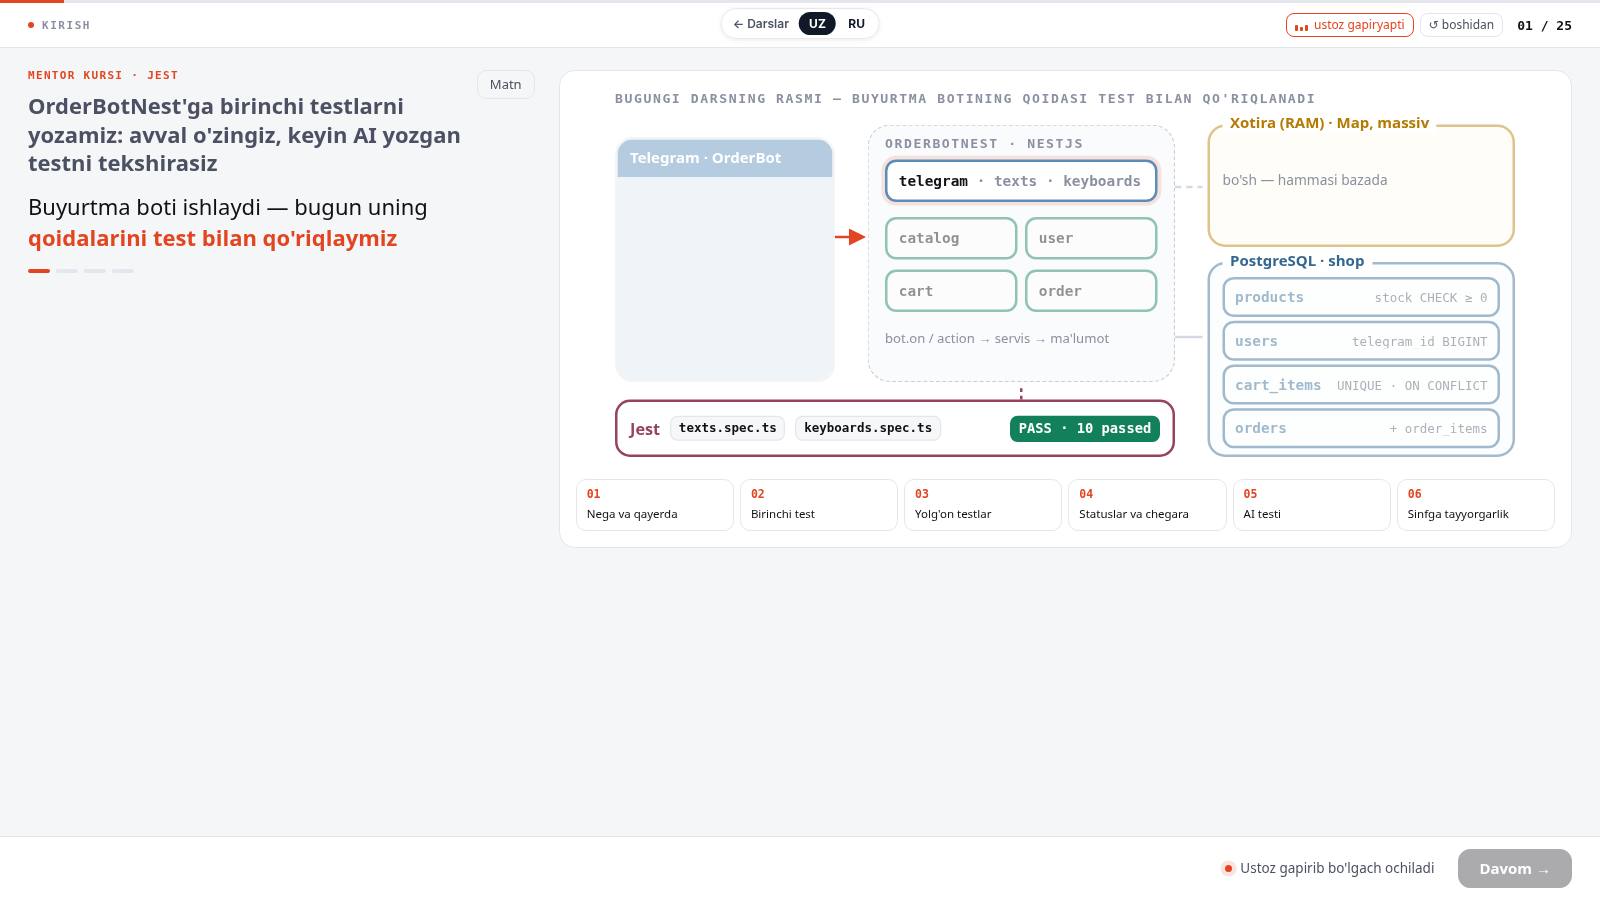 KIRISH
← Darslar UZ RU
ustoz gapiryapti
↺ boshidan
01 / 25
MENTOR KURSI · JEST
Matn
OrderBotNest'ga birinchi testlarni
yozamiz: avval o'zingiz, keyin AI yozgan
testni tekshirasiz
Buyurtma boti ishlaydi — bugun uning
qoidalarini test bilan qo'riqlaymiz
BUGUNGI DARSNING RASMI — BUYURTMA BOTINING QOIDASI TEST BILAN QO'RIQLANADI
Telegram · OrderBot
ORDERBOTNEST · NESTJS
telegram · texts · keyboards
catalog
user
cart
order
bot.on / action → servis → ma'lumot
Xotira (RAM) · Map, massiv
bo'sh — hammasi bazada
PostgreSQL · shop
products stock CHECK ≥ 0
users telegram_id BIGINT
cart_items UNIQUE · ON CONFLICT
orders + order_items
Jest texts.spec.ts keyboards.spec.ts PASS · 10 passed
01
Nega va qayerda
02
Birinchi test
03
Yolg'on testlar
04
Statuslar va chegara
05
AI testi
06
Sinfga tayyorgarlik
Ustoz gapirib bo'lgach ochiladi
Davom →